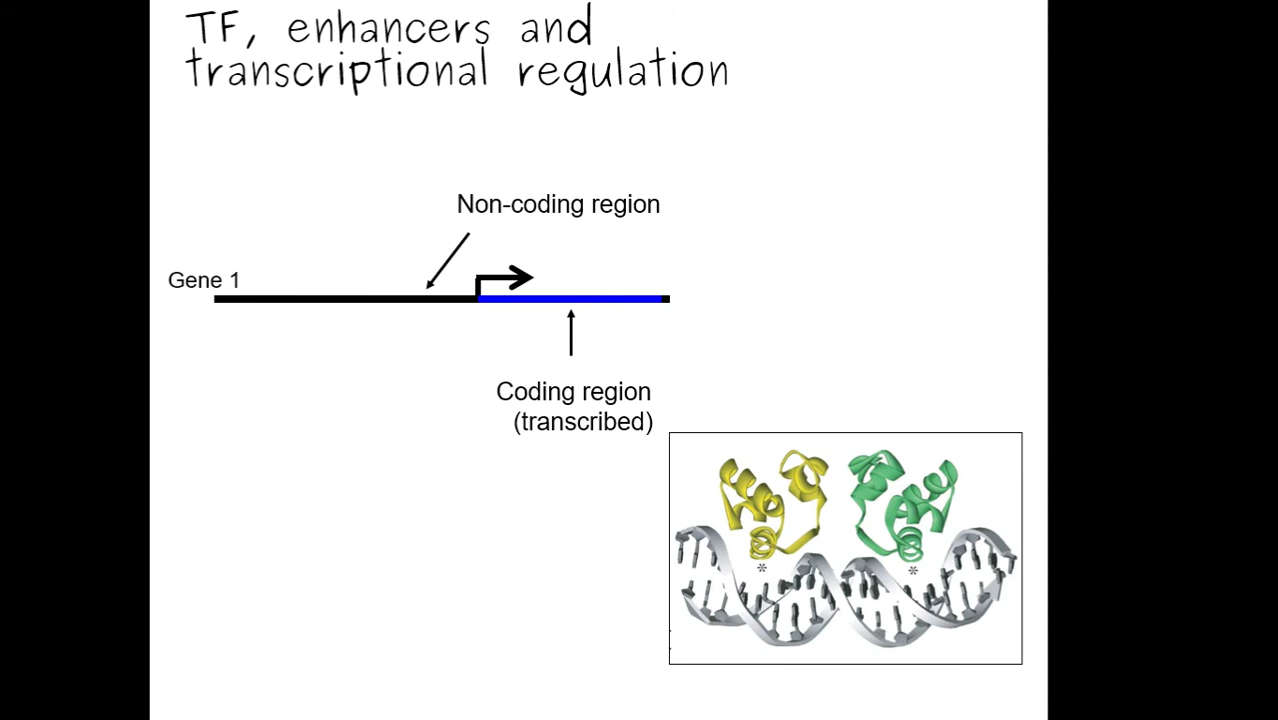 TF, enhancers and
transcriptional regulation
Non-coding region
Gene 1
Coding region
(transcribed)
*
*